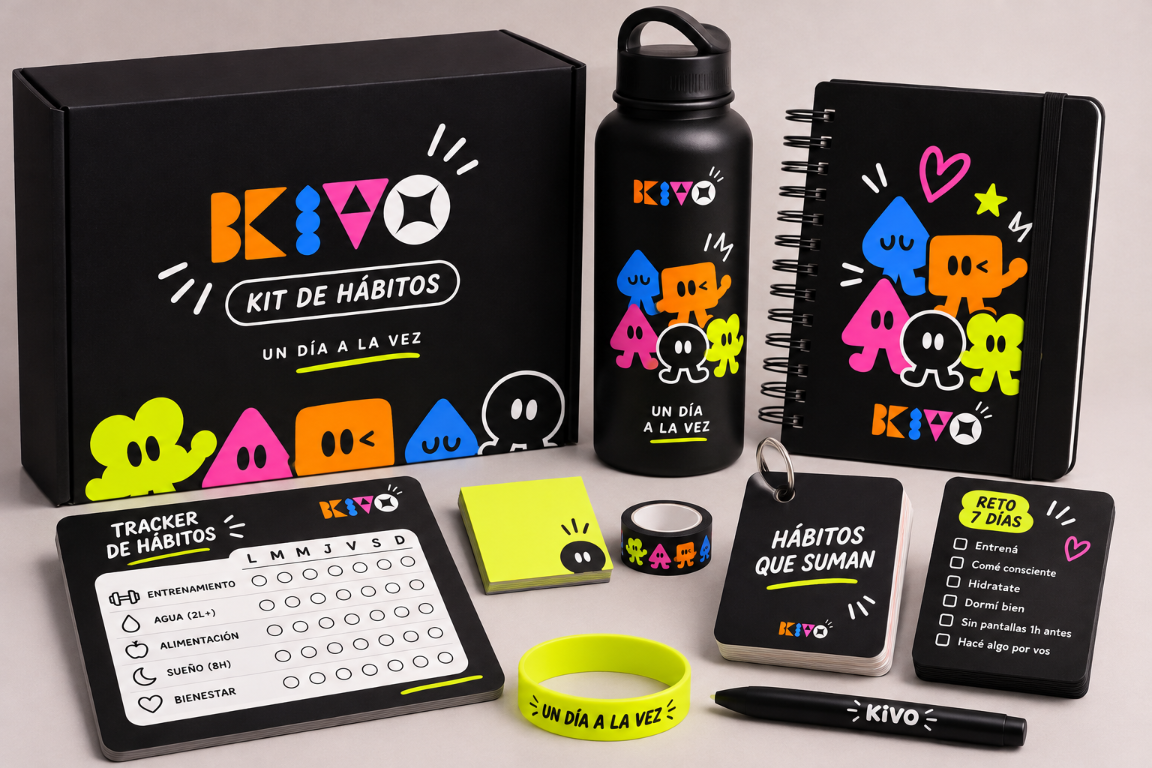 KIVO
KIT DE HÁBITOS
UN DÍA A LA VEZ
KIVO
UN DÍA
A LA VEZ
KIVO
TRACKER
DE HÁBITOS
KIVO
L M M J V S D
ENTRENAMIENTO
AGUA (2L+)
ALIMENTACIÓN
SUEÑO (8H)
BIENESTAR
HÁBITOS
QUE SUMAN
KIVO
RETO
7 DÍAS
Entrená
Comé consciente
Hidratate
Dormí bien
Sin pantallas 1h antes
Hacé algo por vos
UN DÍA A LA VEZ
KIVO